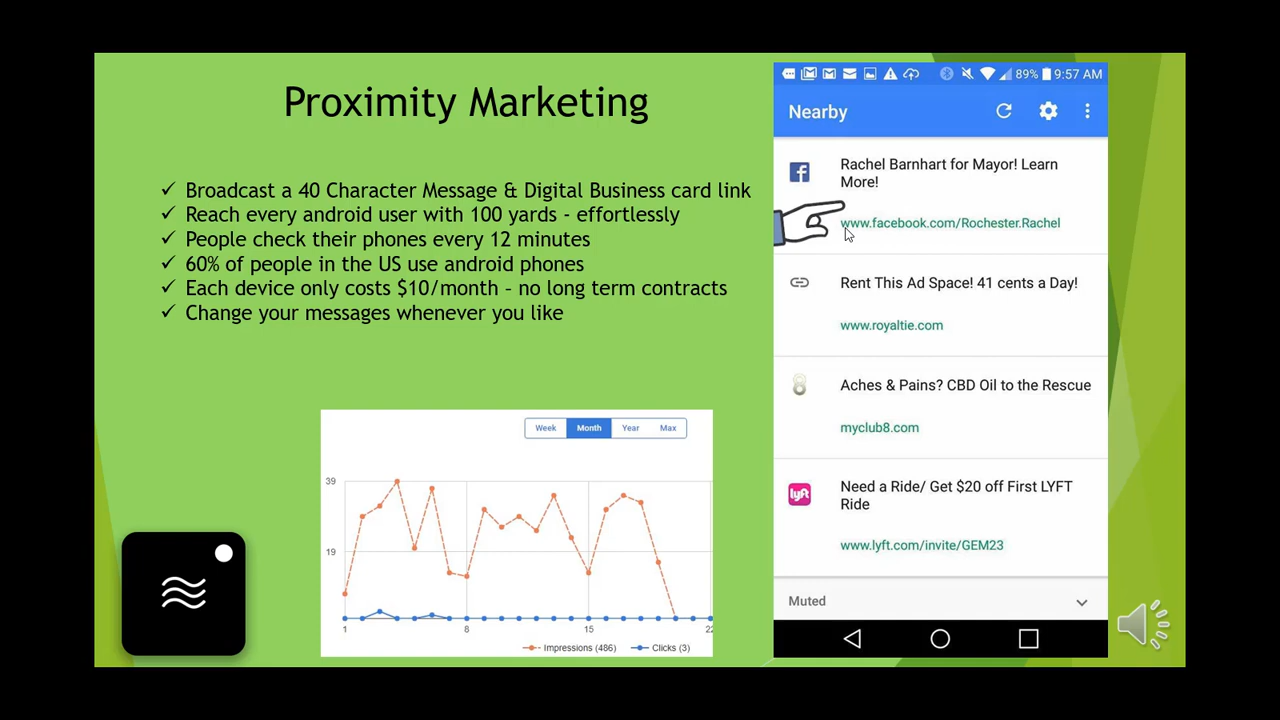 Proximity Marketing
✓ Broadcast a 40 Character Message & Digital Business card link
✓ Reach every android user with 100 yards - effortlessly
✓ People check their phones every 12 minutes
✓ 60% of people in the US use android phones
✓ Each device only costs $10/month – no long term contracts
✓ Change your messages whenever you like
Week Month Year Max
39
19
1 8 15 22
Impressions (486) Clicks (3)
89% 9:57 AM
Nearby
Rachel Barnhart for Mayor! Learn
More!
www.facebook.com/Rochester.Rachel
Rent This Ad Space! 41 cents a Day!
www.royaltie.com
Aches & Pains? CBD Oil to the Rescue
myclub8.com
lyft
Need a Ride/ Get $20 off First LYFT
Ride
www.lyft.com/invite/GEM23
Muted